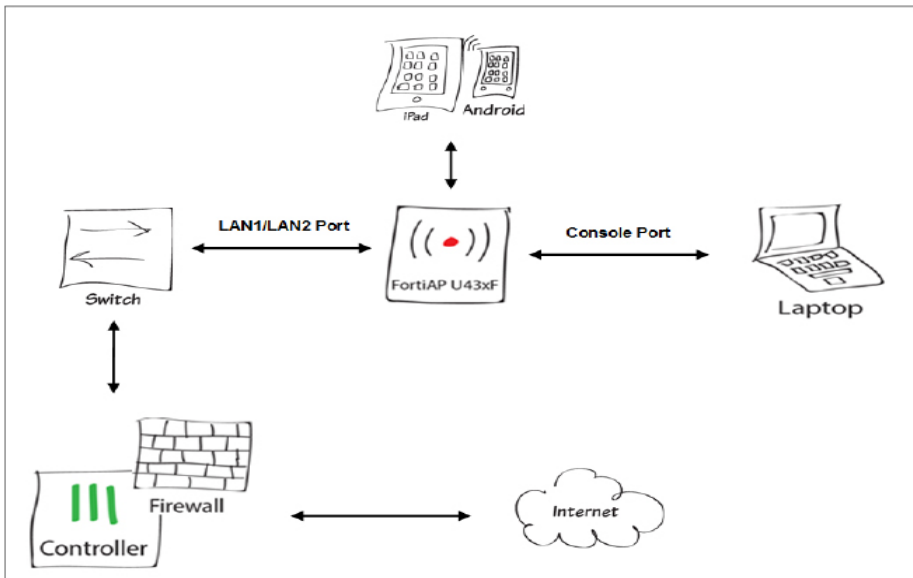 iPad
Android
LAN1/LAN2 Port
Console Port
FortiAP U43xF
Switch
Laptop
Firewall
Controller
Internet